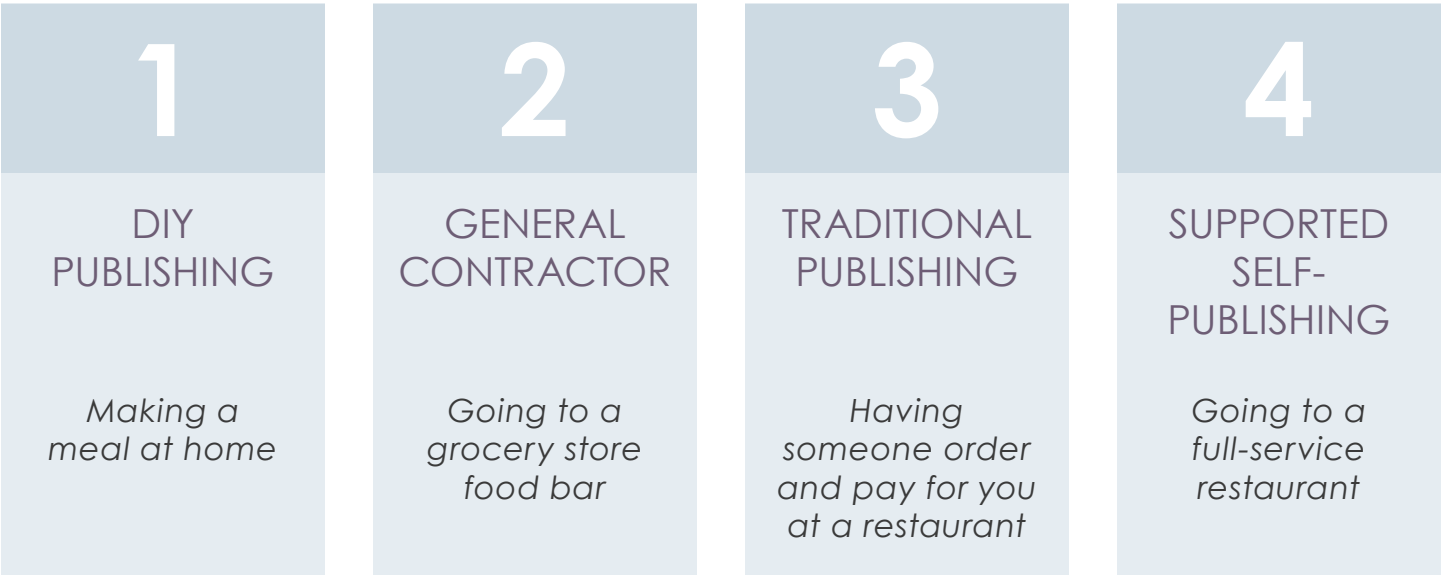 1
DIY
PUBLISHING
Making a
meal at home
2
GENERAL
CONTRACTOR
Going to a
grocery store
food bar
3
TRADITIONAL
PUBLISHING
Having
someone order
and pay for you
at a restaurant
4
SUPPORTED
SELF-
PUBLISHING
Going to a
full-service
restaurant